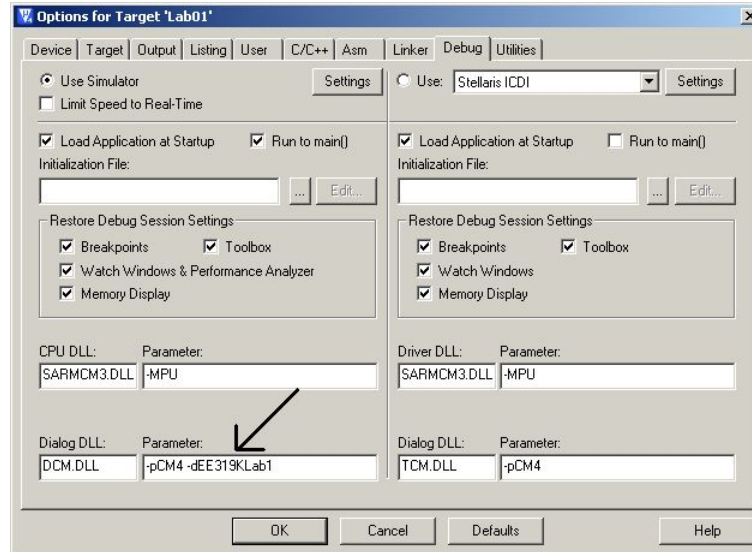 Options for Target 'Lab01'
Device Target Output Listing User C/C++ Asm Linker Debug Utilities
Use Simulator Settings
Limit Speed to Real-Time
Use: Stellaris ICDI Settings
Load Application at Startup Run to main()
Initialization File:
... Edit...
Load Application at Startup Run to main()
Initialization File:
... Edit...
Restore Debug Session Settings
Breakpoints Toolbox
Watch Windows & Performance Analyzer
Memory Display
Restore Debug Session Settings
Breakpoints Toolbox
Watch Windows
Memory Display
CPU DLL: Parameter:
SARMCM3.DLL -MPU
Driver DLL: Parameter:
SARMCM3.DLL -MPU
Dialog DLL: Parameter:
DCM.DLL -pCM4 -dEE319KLab1
Dialog DLL: Parameter:
TCM.DLL -pCM4
OK Cancel Defaults Help